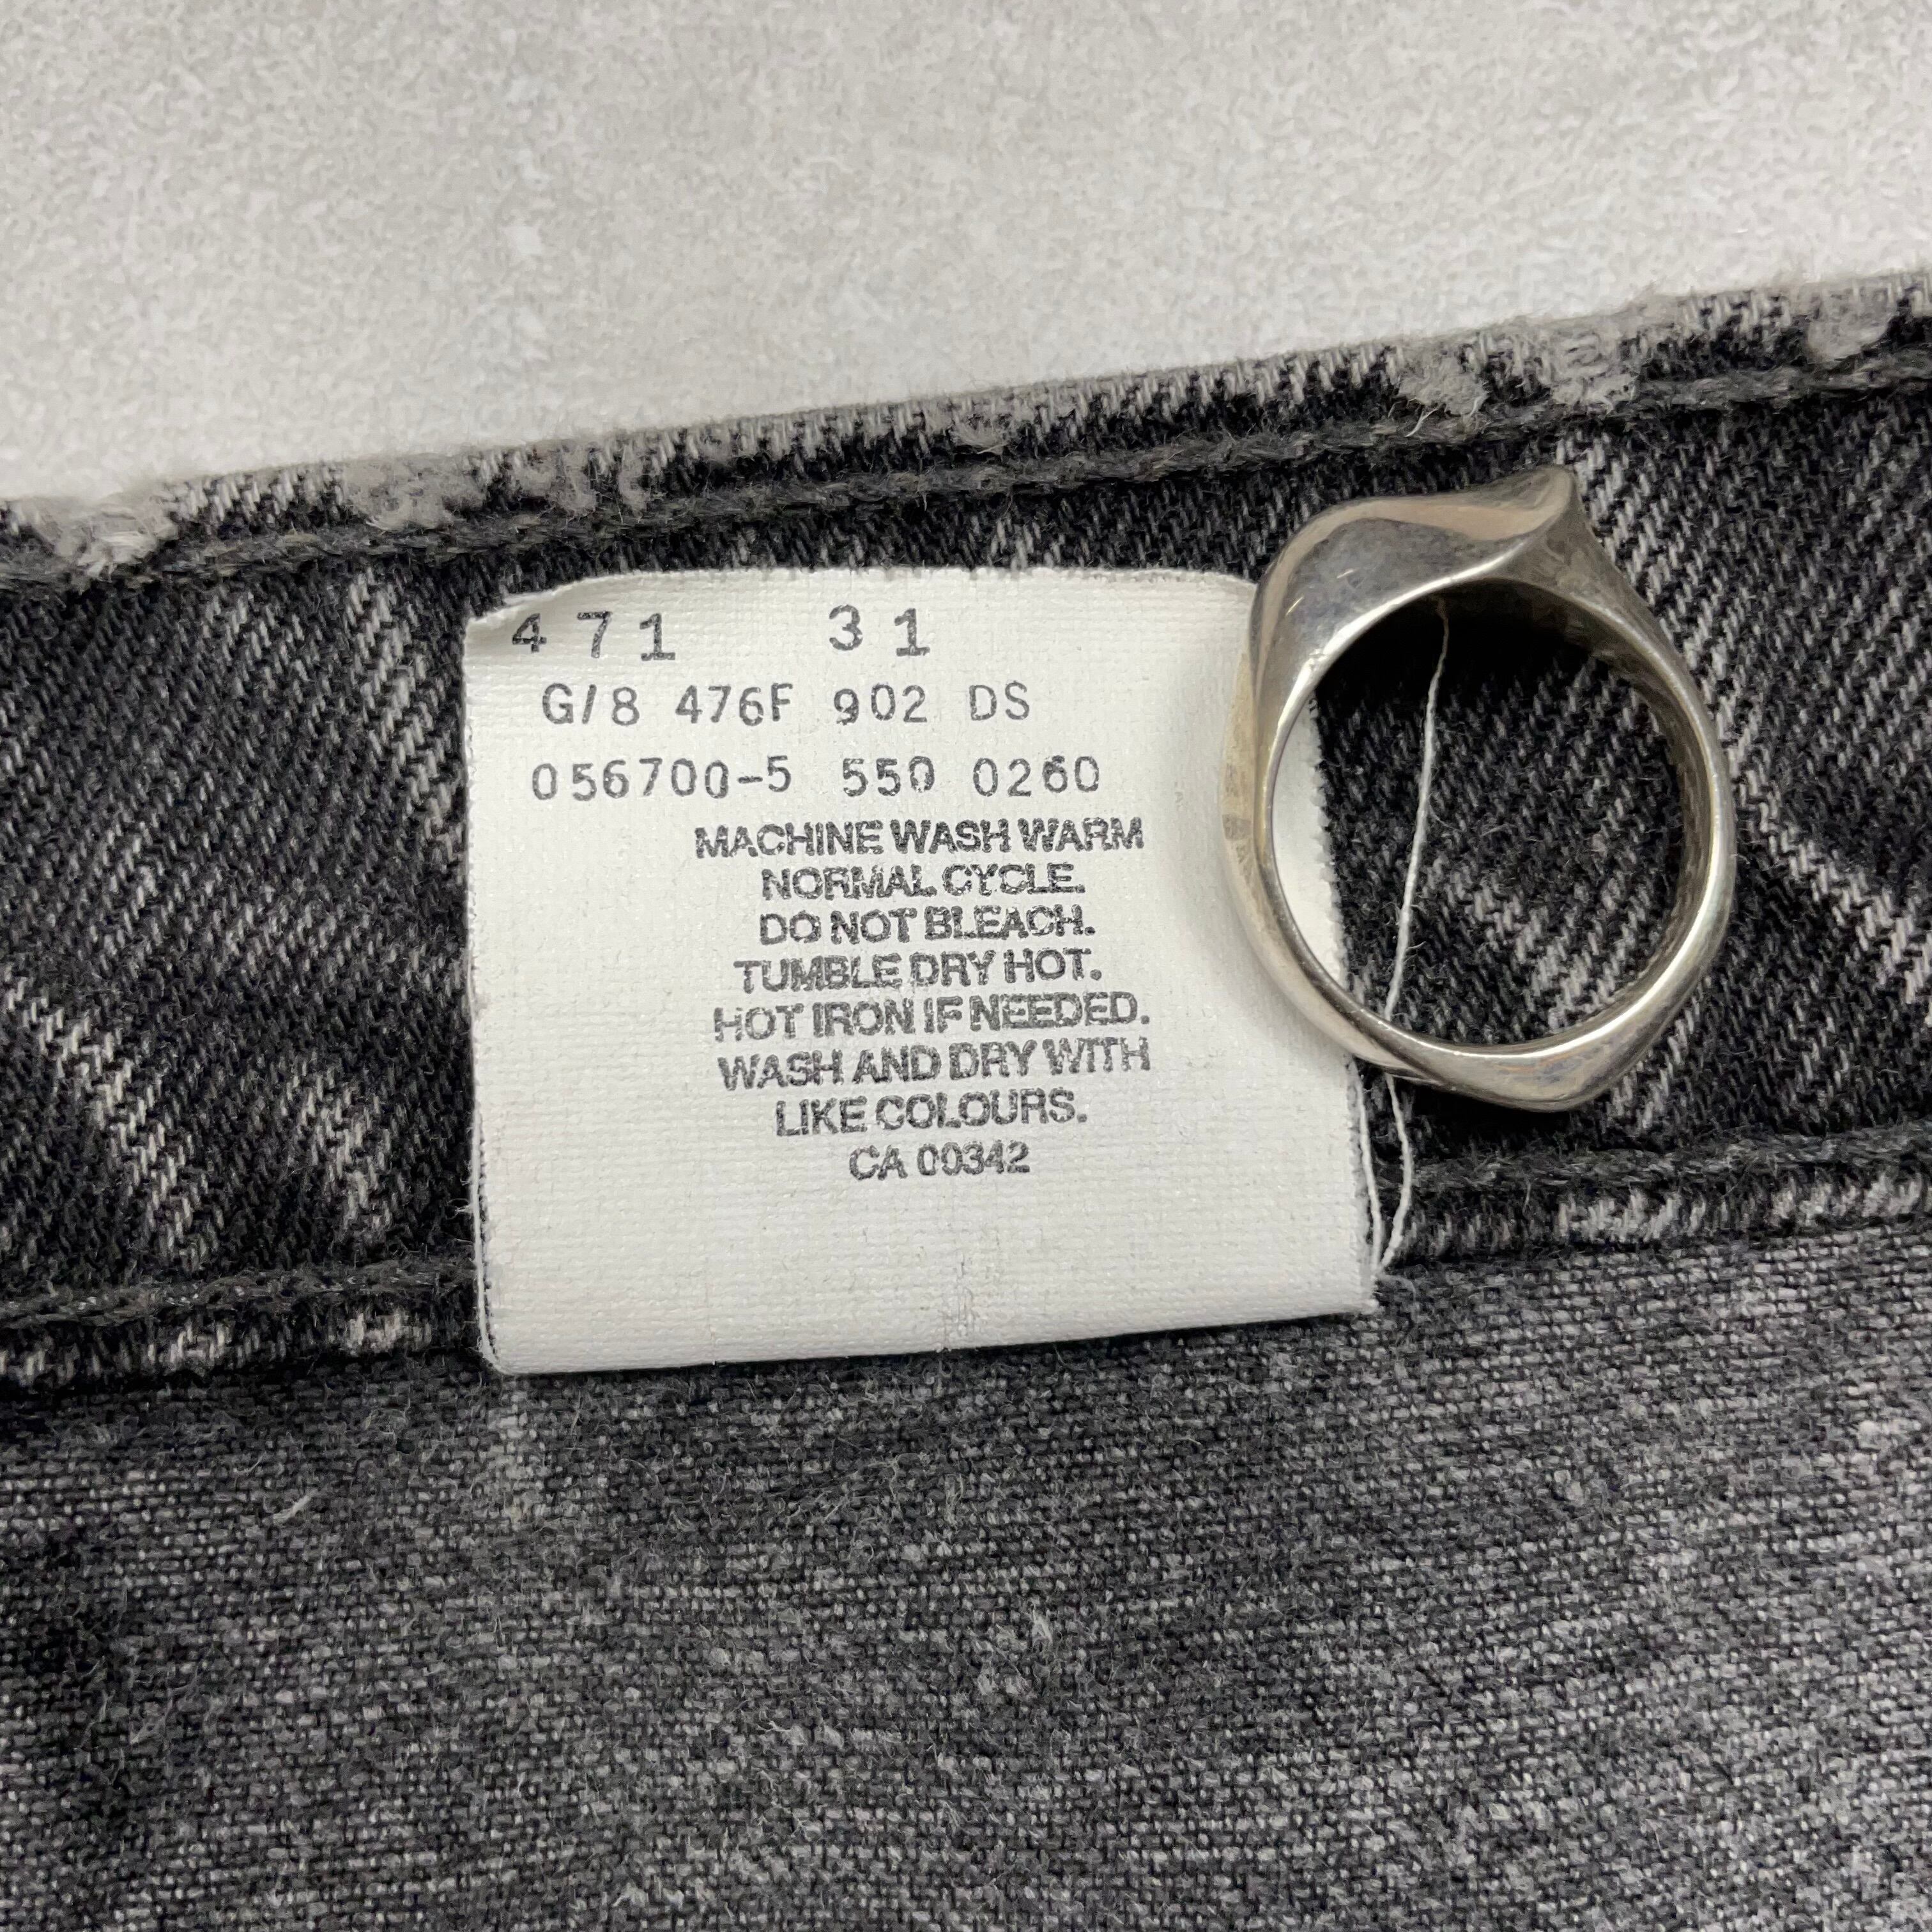 471 31
G/8 476F 902 DS
056700-5 550 0260
MACHINE WASH WARM
NORMAL CYCLE.
DO NOT BLEACH.
TUMBLE DRY HOT.
HOT IRON IF NEEDED.
WASH AND DRY WITH
LIKE COLOURS.
CA 00342